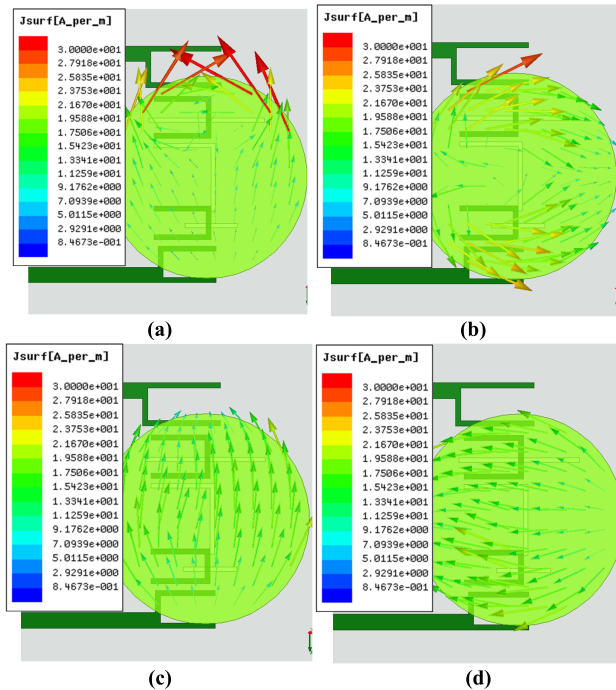 Jsurf[A_per_m]
3.0000e+001
2.7918e+001
2.5835e+001
2.3753e+001
2.1670e+001
1.9588e+001
1.7506e+001
1.5423e+001
1.3341e+001
1.1259e+001
9.1762e+000
7.0939e+000
5.0115e+000
2.9291e+000
8.4673e-001
(a)
Jsurf[A_per_m]
3.0000e+001
2.7918e+001
2.5835e+001
2.3753e+001
2.1670e+001
1.9588e+001
1.7506e+001
1.5423e+001
1.3341e+001
1.1259e+001
9.1762e+000
7.0939e+000
5.0115e+000
2.9291e+000
8.4673e-001
(b)
Jsurf[A_per_m]
3.0000e+001
2.7918e+001
2.5835e+001
2.3753e+001
2.1670e+001
1.9588e+001
1.7506e+001
1.5423e+001
1.3341e+001
1.1259e+001
9.1762e+000
7.0939e+000
5.0115e+000
2.9291e+000
8.4673e-001
(c)
Jsurf[A_per_m]
3.0000e+001
2.7918e+001
2.5835e+001
2.3753e+001
2.1670e+001
1.9588e+001
1.7506e+001
1.5423e+001
1.3341e+001
1.1259e+001
9.1762e+000
7.0939e+000
5.0115e+000
2.9291e+000
8.4673e-001
(d)